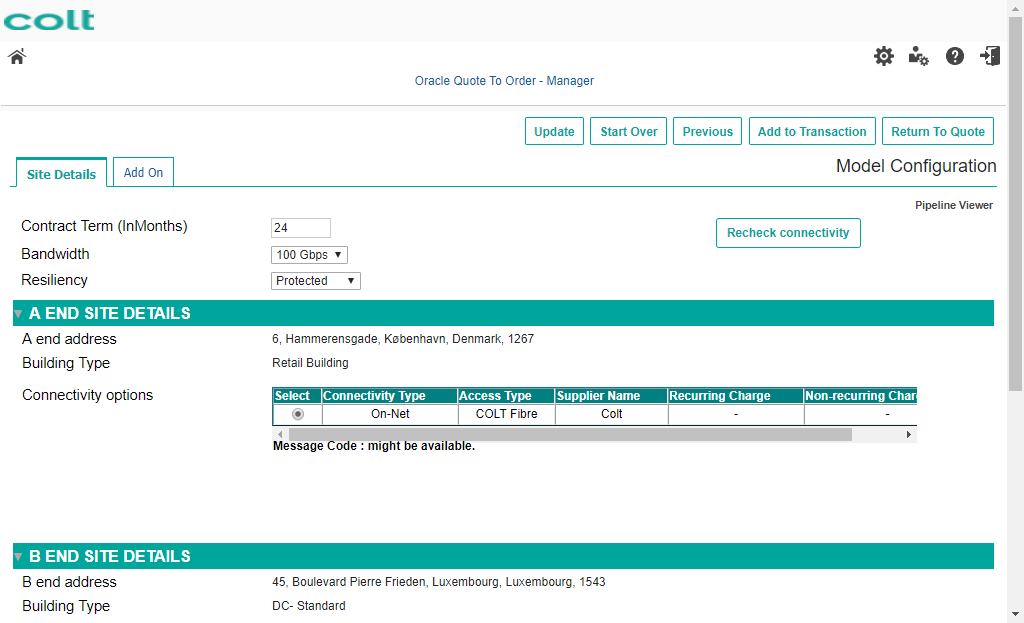 colt
Oracle Quote To Order - Manager
Update Start Over Previous Add to Transaction Return To Quote
Site Details Add On Model Configuration
Pipeline Viewer
Contract Term (InMonths) 24 Recheck connectivity
Bandwidth 100 Gbps
Resiliency Protected
A END SITE DETAILS
A end address 6, Hammerensgade, København, Denmark, 1267
Building Type Retail Building
Connectivity options
Select Connectivity Type Access Type Supplier Name Recurring Charge Non-recurring Char
On-Net COLT Fibre Colt - -
Message Code : might be available.
B END SITE DETAILS
B end address 45, Boulevard Pierre Frieden, Luxembourg, Luxembourg, 1543
Building Type DC- Standard